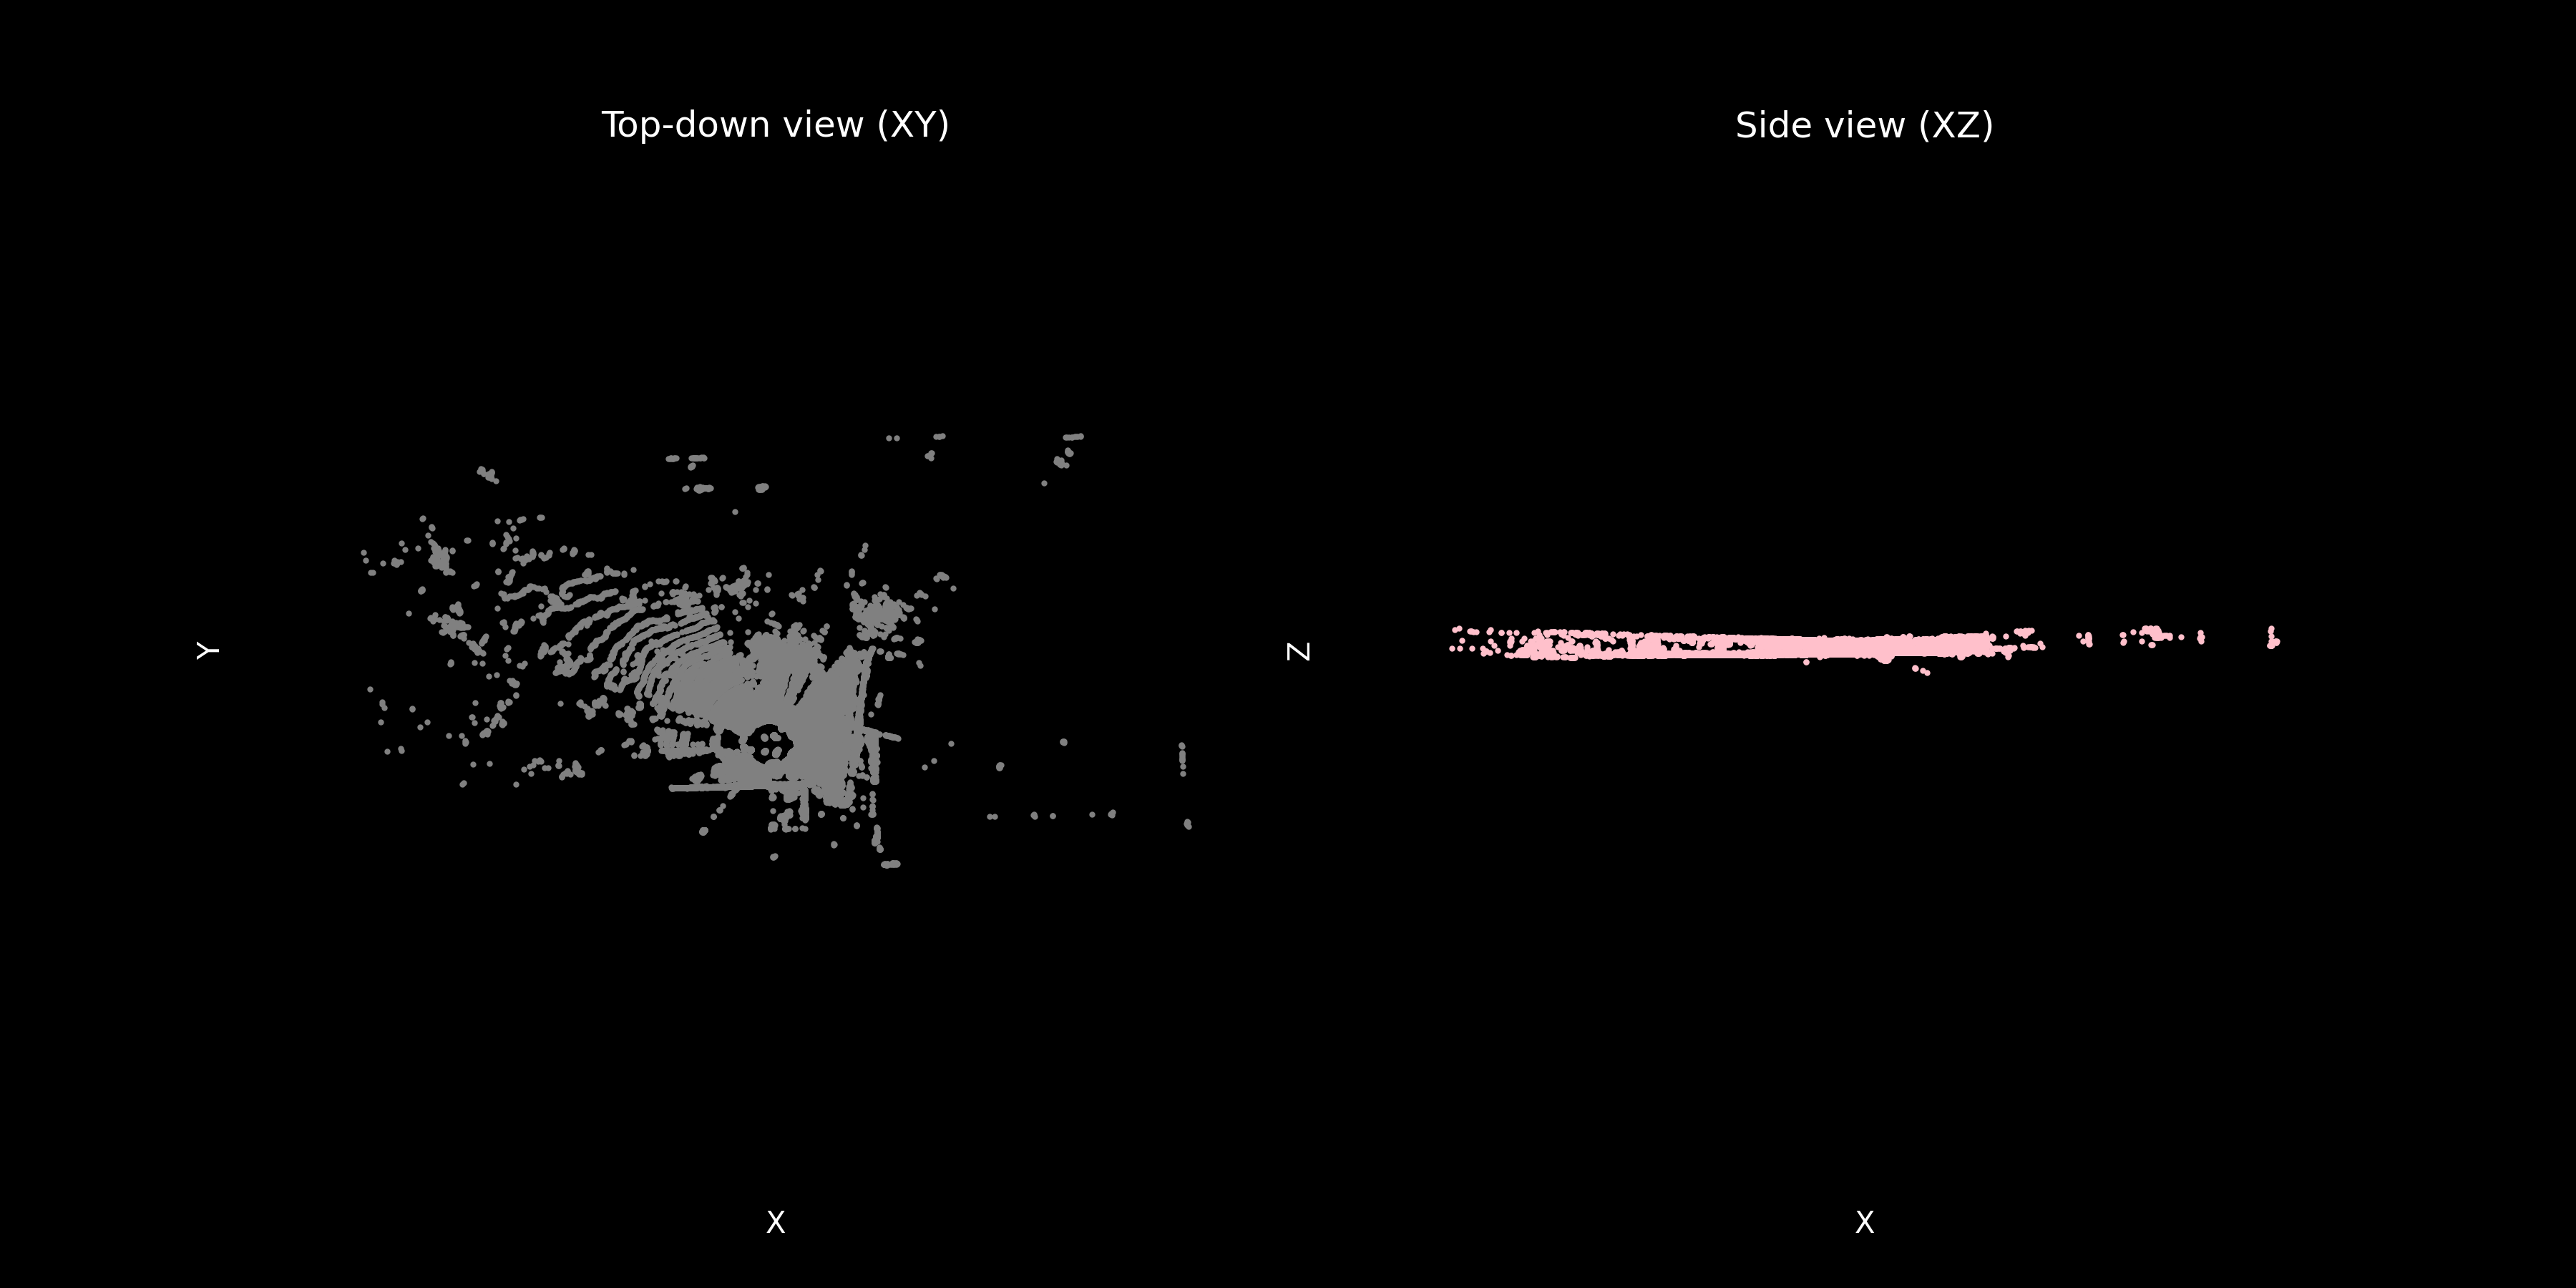 Top-down view (XY)
Y
X
Side view (XZ)
Z
X